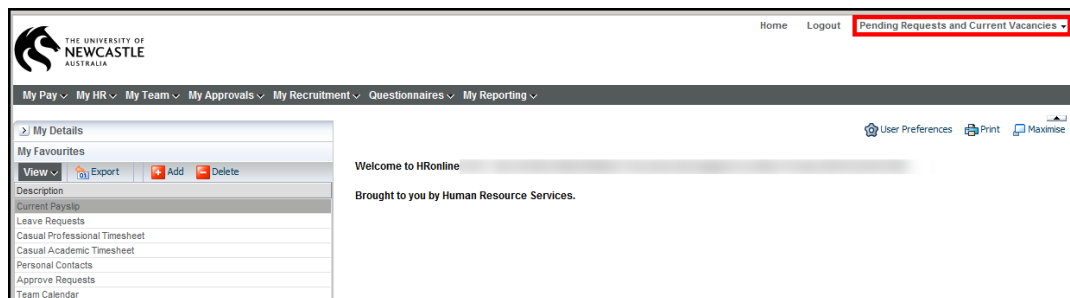 Home Logout Pending Requests and Current Vacancies
THE UNIVERSITY OF
NEWCASTLE
AUSTRALIA
My Pay My HR My Team My Approvals My Recruitment Questionnaires My Reporting
My Details
User Preferences Print Maximise
My Favourites
View Export Add Delete
Welcome to HRonline
Description
Brought to you by Human Resource Services.
Current Payslip
Leave Requests
Casual Professional Timesheet
Casual Academic Timesheet
Personal Contacts
Approve Requests
Team Calendar